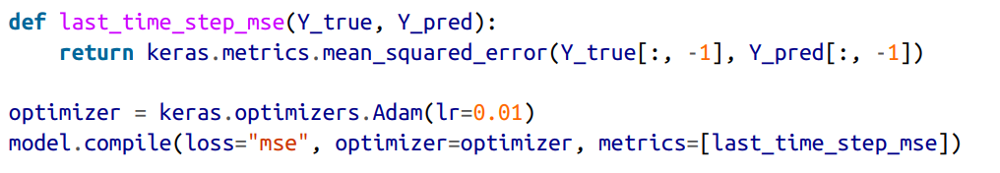 def last_time_step_mse(Y_true, Y_pred):
    return keras.metrics.mean_squared_error(Y_true[:, -1], Y_pred[:, -1])

optimizer = keras.optimizers.Adam(lr=0.01)
model.compile(loss="mse", optimizer=optimizer, metrics=[last_time_step_mse])